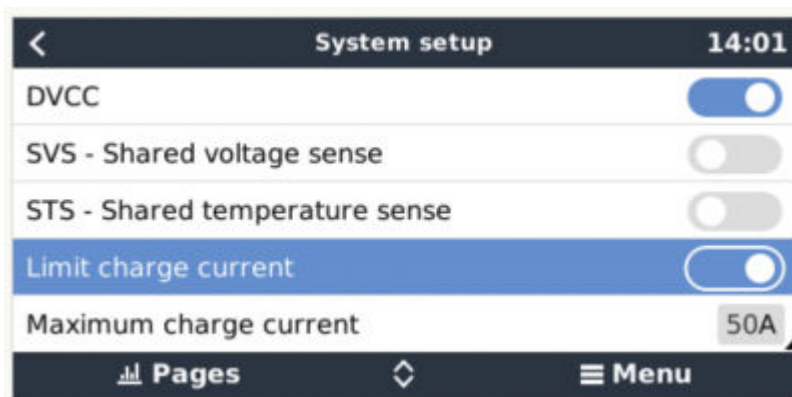 System setup 14:01
DVCC
SVS - Shared voltage sense
STS - Shared temperature sense
Limit charge current
Maximum charge current 50A
Pages Menu